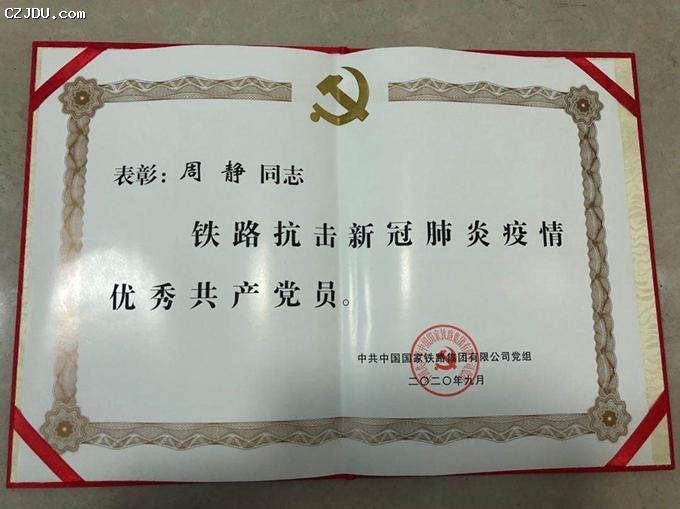 CZJDU.COM
表彰：周静同志
铁路抗击新冠肺炎疫情
优秀共产党员。
中共中国国家铁路集团有限公司党组
二〇二〇年九月